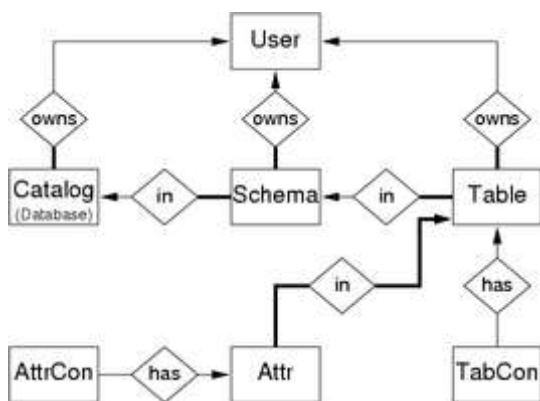 User
owns
owns
owns
Catalog
(Database)
in
Schema
in
Table
in
has
AttrCon
has
Attr
TabCon